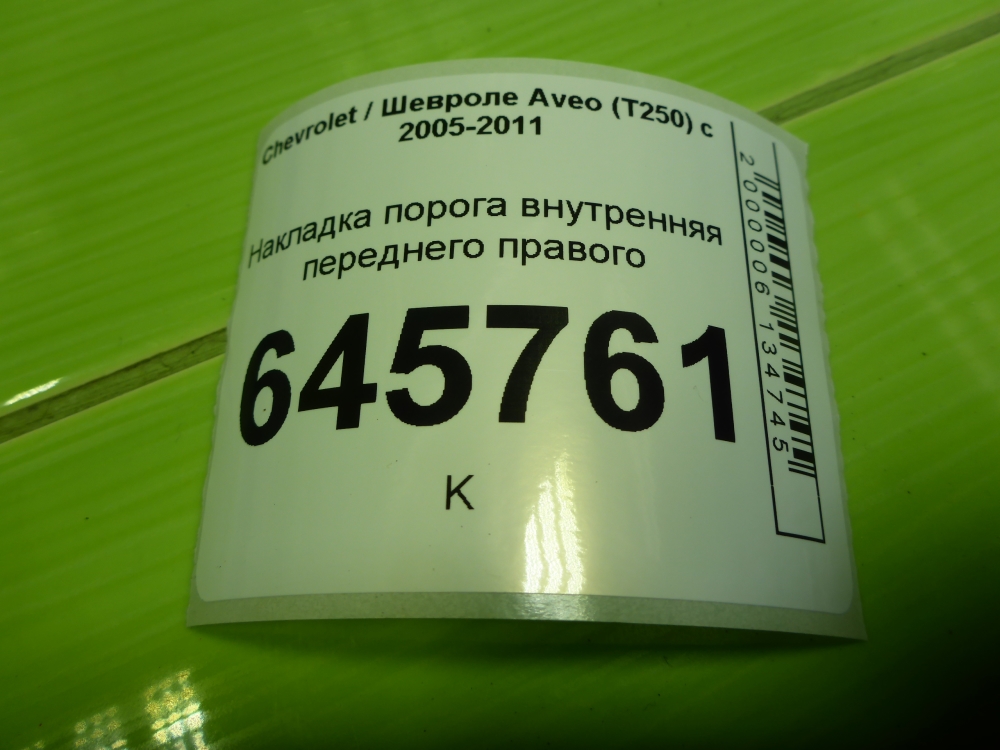 Chevrolet / Шевроле Aveo (T250) с
2005-2011
Накладка порога внутренняя
переднего правого
645761
К
2000006134745